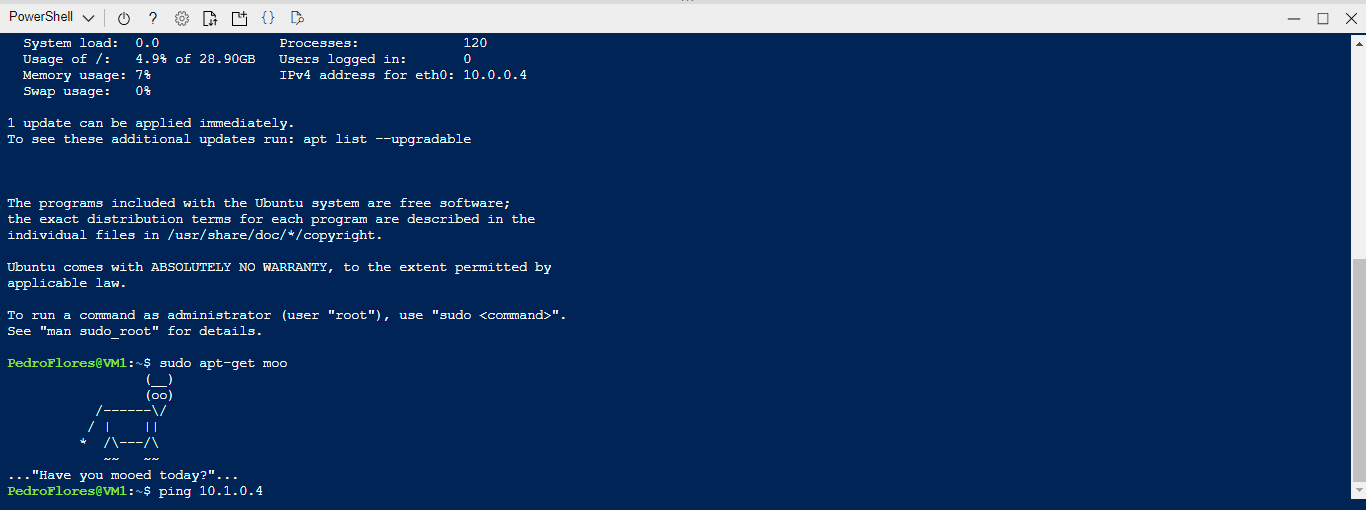 PowerShell
System load: 0.0 Processes: 120
Usage of /: 4.9% of 28.90GB Users logged in: 0
Memory usage: 7% IPv4 address for eth0: 10.0.0.4
Swap usage: 0%
1 update can be applied immediately.
To see these additional updates run: apt list --upgradable
The programs included with the Ubuntu system are free software;
the exact distribution terms for each program are described in the
individual files in /usr/share/doc/*/copyright.
Ubuntu comes with ABSOLUTELY NO WARRANTY, to the extent permitted by
applicable law.
To run a command as administrator (user "root"), use "sudo <command>".
See "man sudo_root" for details.
PedroFlores@VM1:~$ sudo apt-get moo
                 (__)
                 (oo)
           /------\/
          / |    ||
         *  /\---/\
            ~~   ~~
..."Have you mooed today?"...
PedroFlores@VM1:~$ ping 10.1.0.4